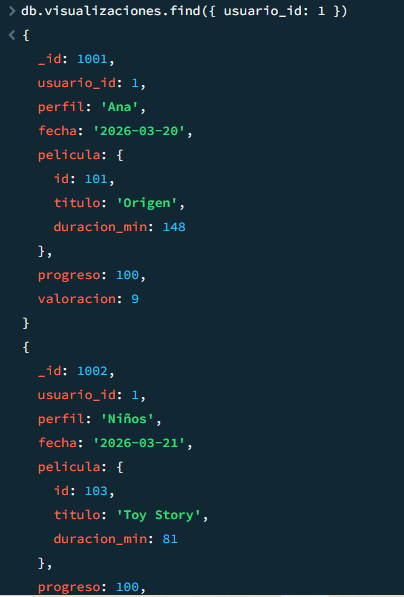 db.visualizaciones.find({ usuario_id: 1 })
{
_id: 1001,
usuario_id: 1,
perfil: 'Ana',
fecha: '2026-03-20',
pelicula: {
id: 101,
titulo: 'Origen',
duracion_min: 148
},
progreso: 100,
valoracion: 9
}
{
_id: 1002,
usuario_id: 1,
perfil: 'Niños',
fecha: '2026-03-21',
pelicula: {
id: 103,
titulo: 'Toy Story',
duracion_min: 81
},
progreso: 100,